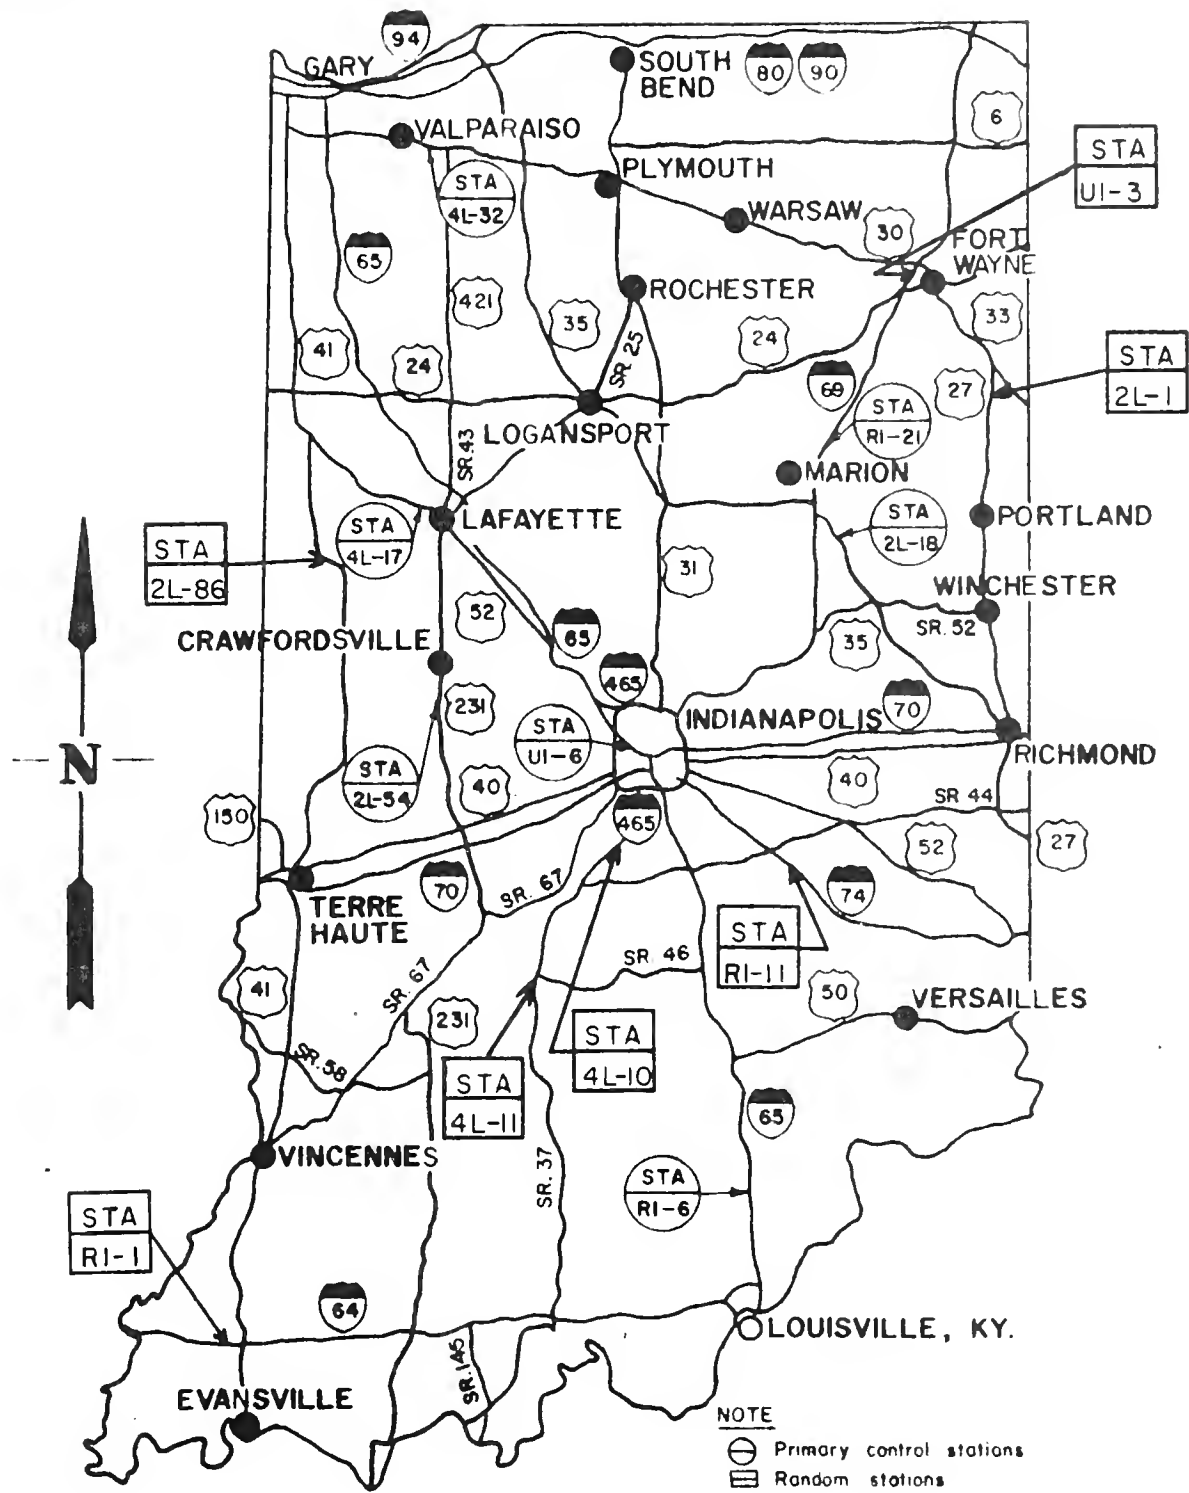 94
GARY
SOUTH
BEND
80
90
6
VALPARAISO
STA
U1-3
PLYMOUTH
STA
4L-32
WARSAW
30
FORT
WAYNE
65
421
ROCHESTER
35
33
41
24
SR. 25
24
STA
2L-1
69
27
STA
R1-21
LOGANSPORT
SR.43
MARION
LAFAYETTE
STA
4L-17
STA
2L-18
PORTLAND
STA
2L-86
31
WINCHESTER
52
65
SR. 52
CRAWFORDSVILLE
35
465
231
INDIANAPOLIS
70
STA
U1-6
RICHMOND
N
STA
2L-54
40
40
SR 44
150
465
52
27
70
SR. 67
74
TERRE
HAUTE
STA
R1-11
SR. 46
SR. 67
41
50
VERSAILLES
231
STA
4L-10
SR.58
STA
4L-11
65
VINCENNES
SR. 37
STA
R1-6
STA
R1-1
64
LOUISVILLE, KY.
SR.145
EVANSVILLE
NOTE
Primary control stations
Random stations